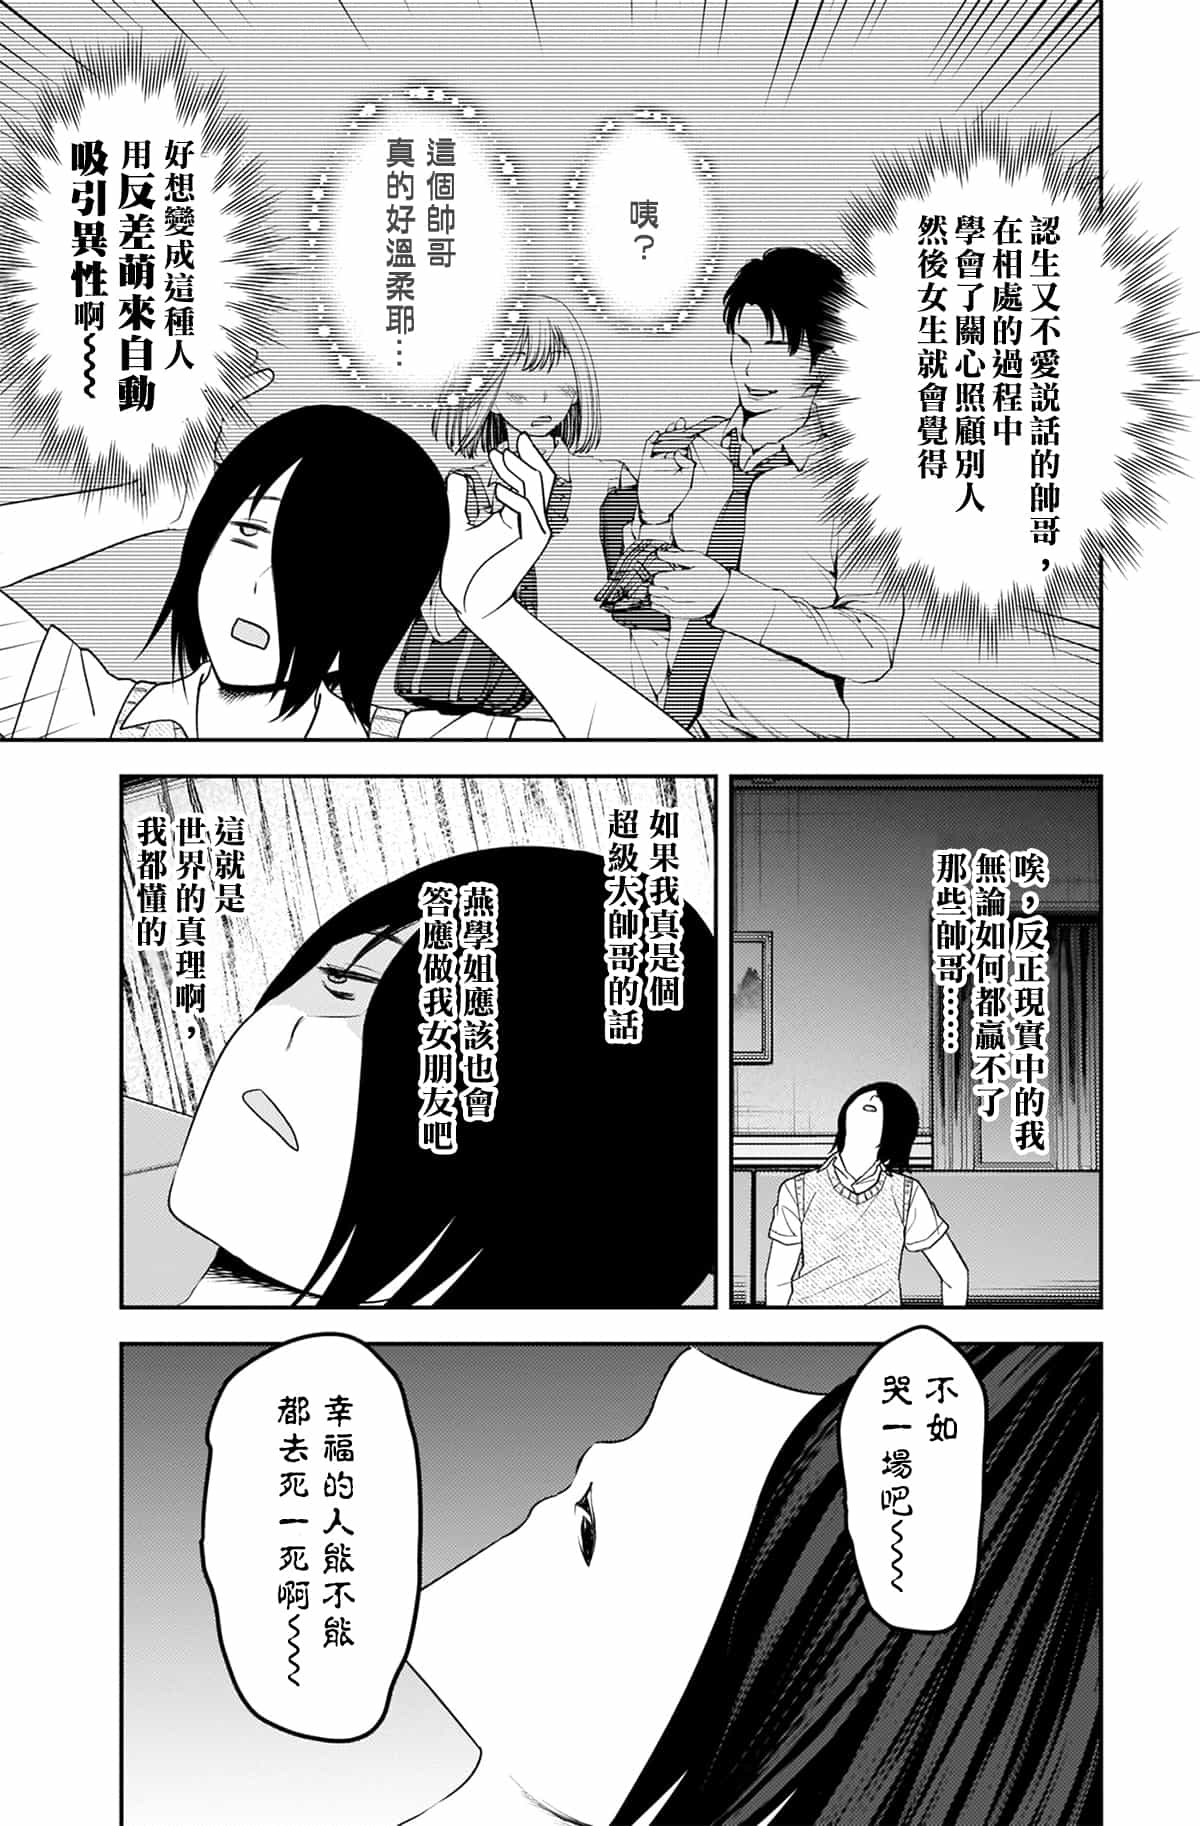 認生又不愛說話的帥哥，
在相處的過程中
學會了關心照顧別人
然後女生就會覺得
咦？
這個帥哥
真的好溫柔耶…
好想變成這種人
用反差萌來自動
吸引異性啊～～
唉，反正現實中的我
無論如何都贏不了
那些帥哥……
如果我真是個
超級大帥哥的話
燕學姐應該也會
答應做我女朋友吧
這就是
世界的真理啊，
我都懂的
不如
哭一場吧～～
幸福的人能不能
都去死一死啊～～